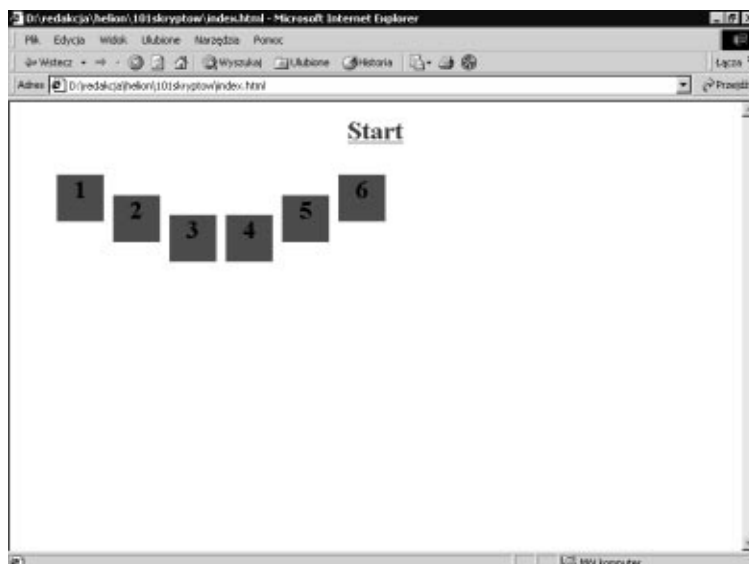 D:\redakcja\helion\101skryptow\index.html - Microsoft Internet Explorer
Plik Edycja Widok Ulubione Narzędzia Pomoc
Wstecz Wyszukaj Ulubione Historia Łącza
Adres D:\redakcja\helion\101skryptow\index.html Przejdź
Start
1 2 3 4 5 6
Mój komputer